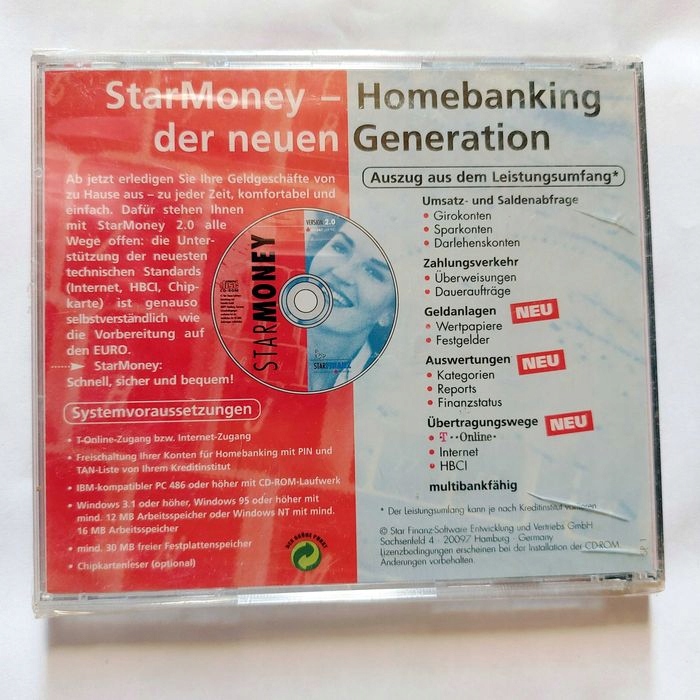 StarMoney – Homebanking
der neuen Generation
Ab jetzt erledigen Sie Ihre Geldgeschäfte von
zu Hause aus – zu jeder Zeit, komfortabel und
einfach. Dafür stehen Ihnen
mit StarMoney 2.0 alle
Wege offen: die Unter-
stützung der neuesten
technischen Standards
(Internet, HBCI, Chip-
karte) ist genauso
selbstverständlich wie
die Vorbereitung auf
den EURO.
StarMoney:
Schnell, sicher und bequem!
Systemvoraussetzungen
• T-Online-Zugang bzw. Internet-Zugang
• Freischaltung Ihrer Konten für Homebanking mit PIN und
TAN-Liste von Ihrem Kreditinstitut
• IBM-kompatibler PC 486 oder höher mit CD-ROM-Laufwerk
• Windows 3.1 oder höher, Windows 95 oder höher mit
mind. 12 MB Arbeitsspeicher oder Windows NT mit mind.
16 MB Arbeitsspeicher
• mind. 30 MB freier Festplattenspeicher
• Chipkartenleser (optional)
VERSION 2.0
STARMONEY
CD-ROM
STARFINANZ
DER GRÜNE PUNKT
Auszug aus dem Leistungsumfang*
Umsatz- und Saldenabfrage
• Girokonten
• Sparkonten
• Darlehenskonten
Zahlungsverkehr
• Überweisungen
• Daueraufträge
Geldanlagen NEU
• Wertpapiere
• Festgelder
Auswertungen NEU
• Kategorien
• Reports
• Finanzstatus
Übertragungswege NEU
• T··Online·
• Internet
• HBCI
multibankfähig
* Der Leistungsumfang kann je nach Kreditinstitut variieren.
© Star Finanz-Software Entwicklung und Vertriebs GmbH
Sachsenfeld 4 · 20097 Hamburg · Germany
Lizenzbedingungen erscheinen bei der Installation der CD-ROM.
Änderungen vorbehalten.